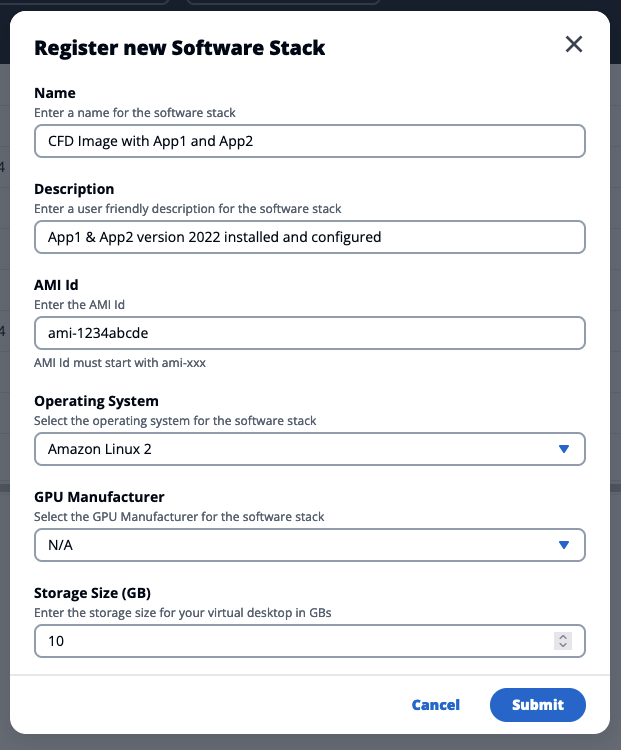 Register new Software Stack
Name
Enter a name for the software stack
CFD Image with App1 and App2
Description
Enter a user friendly description for the software stack
App1 & App2 version 2022 installed and configured
AMI Id
Enter the AMI Id
ami-1234abcde
AMI Id must start with ami-xxx
Operating System
Select the operating system for the software stack
Amazon Linux 2
GPU Manufacturer
Select the GPU Manufacturer for the software stack
N/A
Storage Size (GB)
Enter the storage size for your virtual desktop in GBs
10
Cancel
Submit
4
4